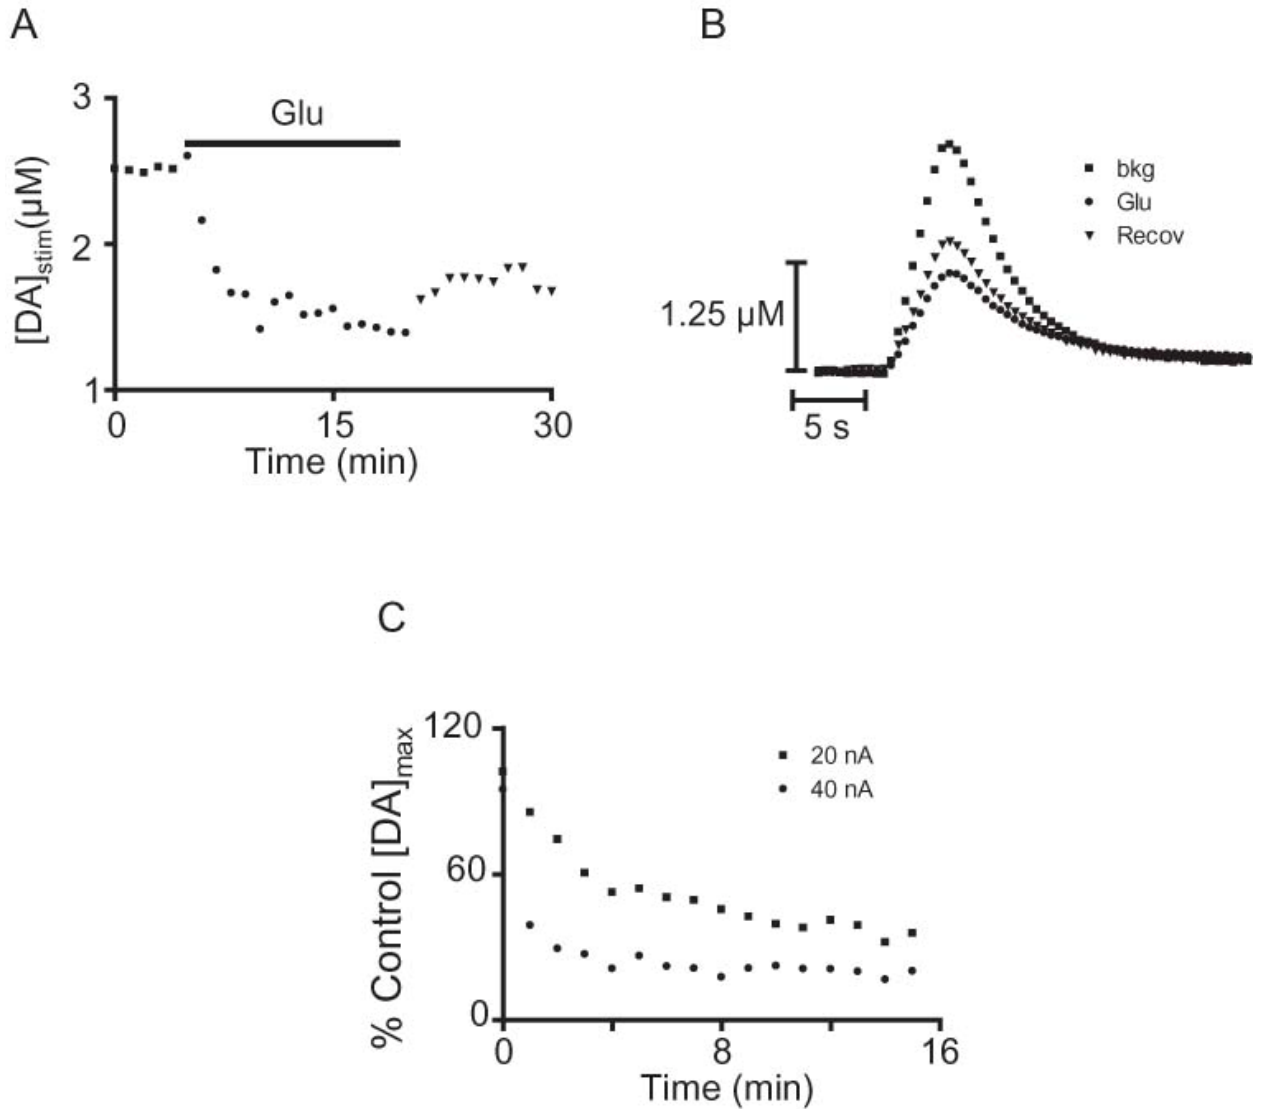 A
3
Glu
2
[DA]stim(µM)
1
0 15 30
Time (min)
B
bkg
Glu
Recov
1.25 µM
5 s
C
120
20 nA
40 nA
60
% Control [DA]max
0
0 8 16
Time (min)